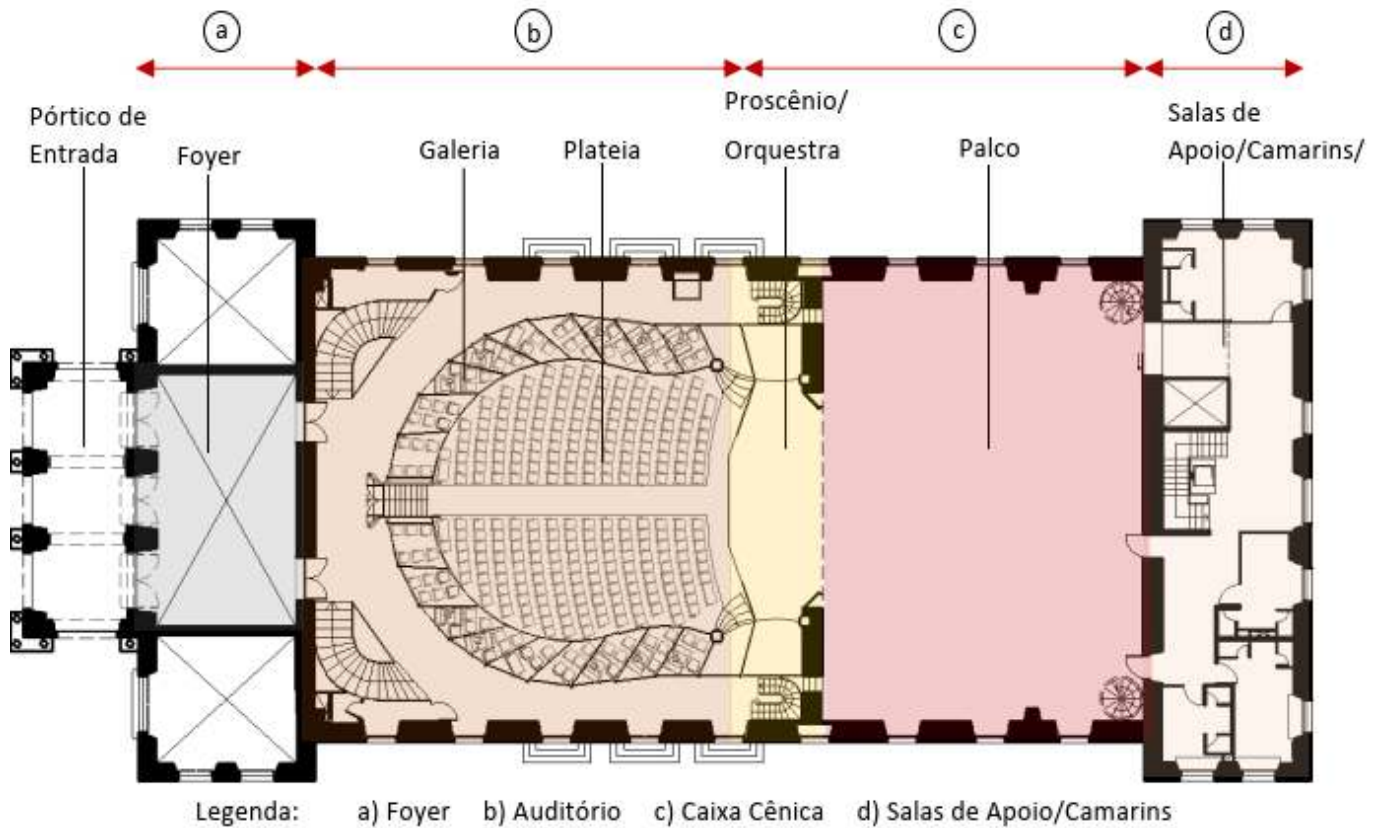 a b c d
Pórtico de
Entrada
Foyer
Galeria
Plateia
Proscênio/
Orquestra
Palco
Salas de
Apoio/Camarins/
Legenda: a) Foyer b) Auditório c) Caixa Cênica d) Salas de Apoio/Camarins